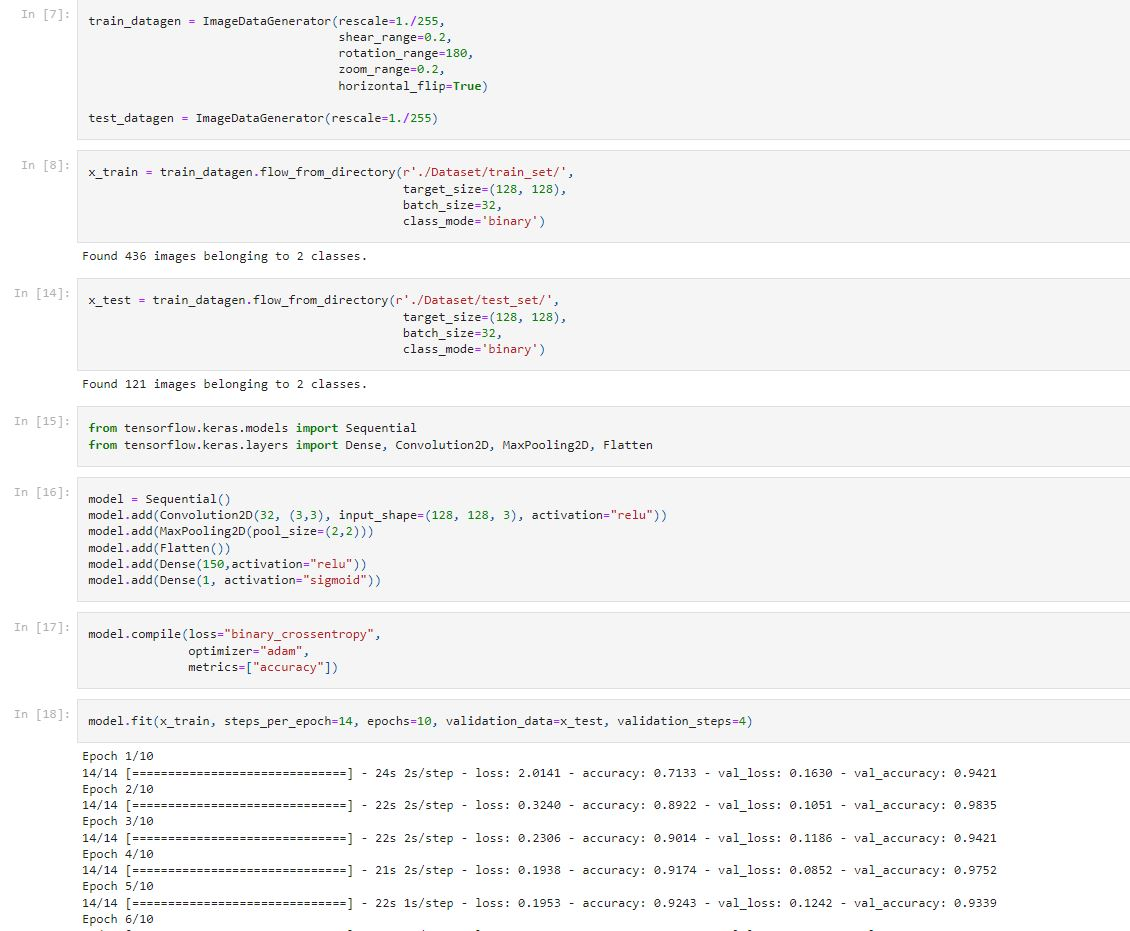 In [7]:
train_datagen = ImageDataGenerator(rescale=1./255,
shear_range=0.2,
rotation_range=180,
zoom_range=0.2,
horizontal_flip=True)
test_datagen = ImageDataGenerator(rescale=1./255)
In [8]:
x_train = train_datagen.flow_from_directory(r'./Dataset/train_set/',
target_size=(128, 128),
batch_size=32,
class_mode='binary')
Found 436 images belonging to 2 classes.
In [14]:
x_test = train_datagen.flow_from_directory(r'./Dataset/test_set/',
target_size=(128, 128),
batch_size=32,
class_mode='binary')
Found 121 images belonging to 2 classes.
In [15]:
from tensorflow.keras.models import Sequential
from tensorflow.keras.layers import Dense, Convolution2D, MaxPooling2D, Flatten
In [16]:
model = Sequential()
model.add(Convolution2D(32, (3,3), input_shape=(128, 128, 3), activation="relu"))
model.add(MaxPooling2D(pool_size=(2,2)))
model.add(Flatten())
model.add(Dense(150,activation="relu"))
model.add(Dense(1, activation="sigmoid"))
In [17]:
model.compile(loss="binary_crossentropy",
optimizer="adam",
metrics=["accuracy"])
In [18]:
model.fit(x_train, steps_per_epoch=14, epochs=10, validation_data=x_test, validation_steps=4)
Epoch 1/10
14/14 [==============================] - 24s 2s/step - loss: 2.0141 - accuracy: 0.7133 - val_loss: 0.1630 - val_accuracy: 0.9421
Epoch 2/10
14/14 [==============================] - 22s 2s/step - loss: 0.3240 - accuracy: 0.8922 - val_loss: 0.1051 - val_accuracy: 0.9835
Epoch 3/10
14/14 [==============================] - 22s 2s/step - loss: 0.2306 - accuracy: 0.9014 - val_loss: 0.1186 - val_accuracy: 0.9421
Epoch 4/10
14/14 [==============================] - 21s 2s/step - loss: 0.1938 - accuracy: 0.9174 - val_loss: 0.0852 - val_accuracy: 0.9752
Epoch 5/10
14/14 [==============================] - 22s 1s/step - loss: 0.1953 - accuracy: 0.9243 - val_loss: 0.1242 - val_accuracy: 0.9339
Epoch 6/10